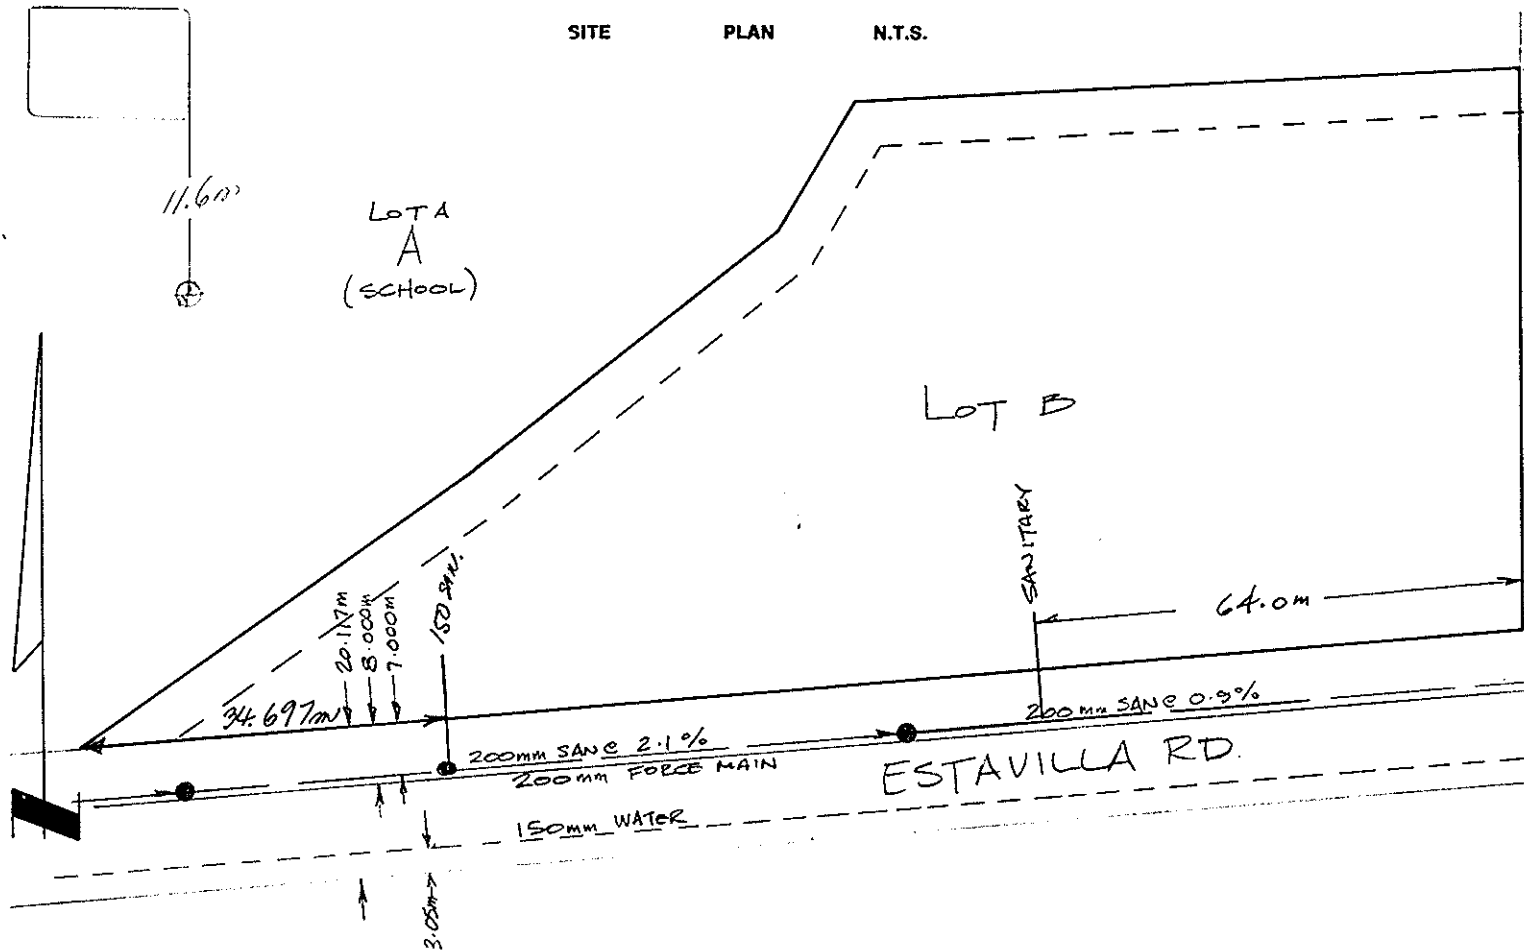 SITE PLAN N.T.S.
11.6m
LOT A
A
(SCHOOL)
LOT B
SANITARY
64.0m
150 SAN.
20.117m
8.000m
7.000m
34.697m
200mm SAN @ 2.1%
200mm FORCE MAIN
200mm SAN @ 0.9%
ESTAVILLA RD.
150mm WATER
3.05m